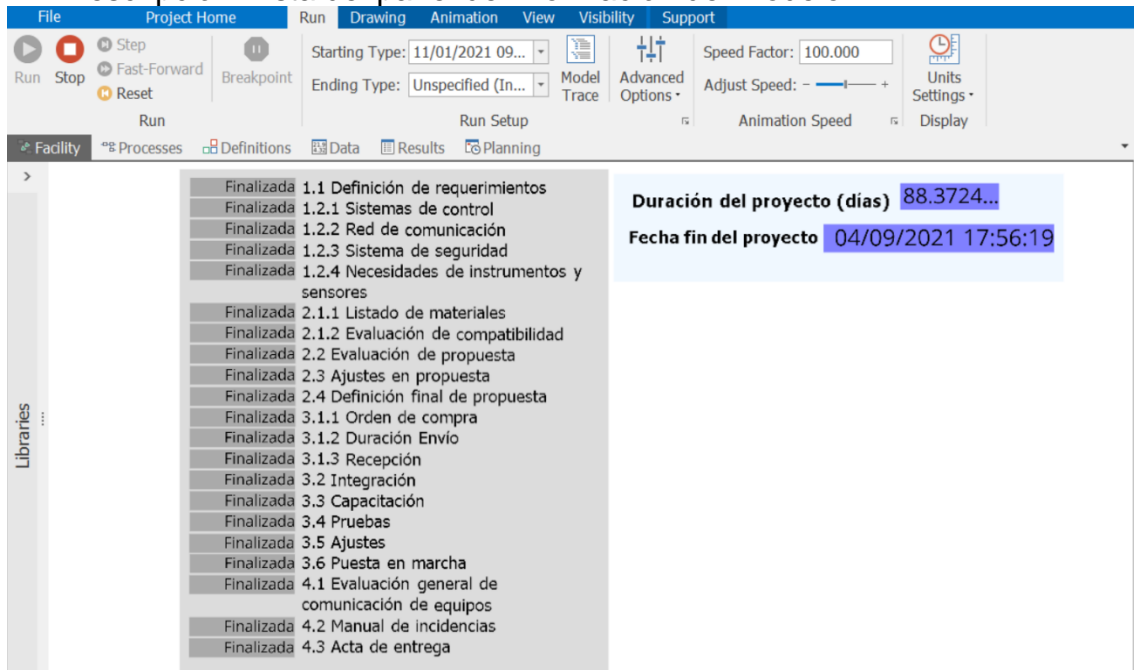 File Project Home Run Drawing Animation View Visibility Support
Run
Stop
Step
Fast-Forward
Reset
Run
Breakpoint
Starting Type: 11/01/2021 09...
Ending Type: Unspecified (In...
Run Setup
Model Trace
Advanced Options
Speed Factor: 100.000
Adjust Speed: - +
Animation Speed
Units Settings
Display
Facility Processes Definitions Data Results Planning
Libraries
Finalizada 1.1 Definición de requerimientos
Finalizada 1.2.1 Sistemas de control
Finalizada 1.2.2 Red de comunicación
Finalizada 1.2.3 Sistema de seguridad
Finalizada 1.2.4 Necesidades de instrumentos y
sensores
Finalizada 2.1.1 Listado de materiales
Finalizada 2.1.2 Evaluación de compatibilidad
Finalizada 2.2 Evaluación de propuesta
Finalizada 2.3 Ajustes en propuesta
Finalizada 2.4 Definición final de propuesta
Finalizada 3.1.1 Orden de compra
Finalizada 3.1.2 Duración Envío
Finalizada 3.1.3 Recepción
Finalizada 3.2 Integración
Finalizada 3.3 Capacitación
Finalizada 3.4 Pruebas
Finalizada 3.5 Ajustes
Finalizada 3.6 Puesta en marcha
Finalizada 4.1 Evaluación general de
comunicación de equipos
Finalizada 4.2 Manual de incidencias
Finalizada 4.3 Acta de entrega
Duración del proyecto (días) 88.3724...
Fecha fin del proyecto 04/09/2021 17:56:19